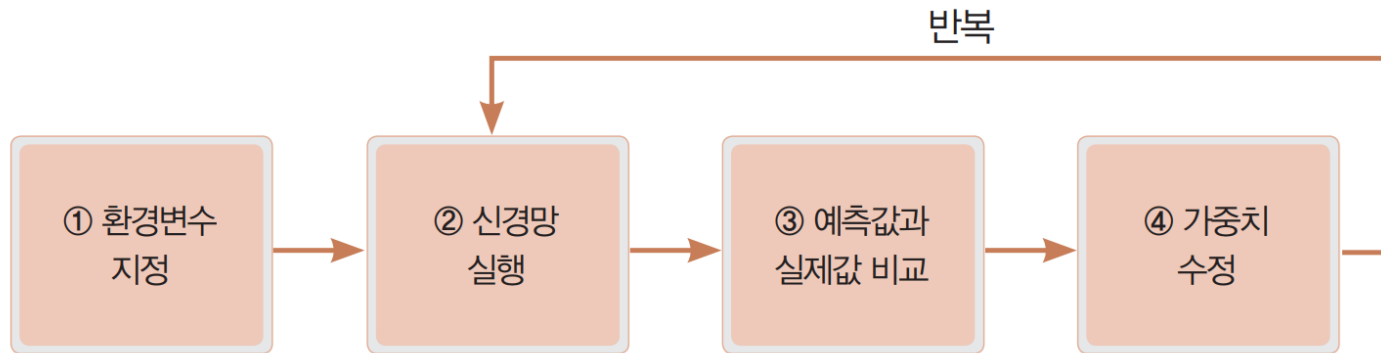 반복
① 환경변수
지정
② 신경망
실행
③ 예측값과
실제값 비교
④ 가중치
수정